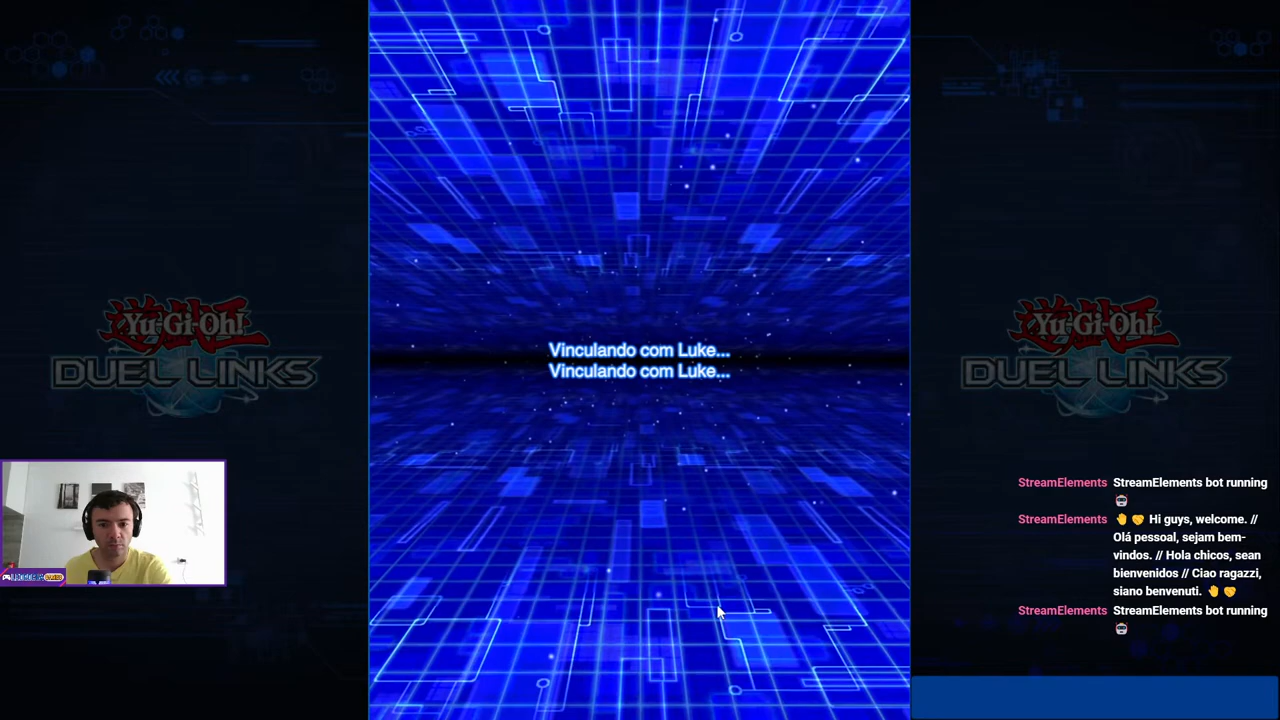 Yu-Gi-Oh!
DUEL LINKS
Vinculando com Luke...
Vinculando com Luke...
Yu-Gi-Oh!
DUEL LINKS
StreamElements StreamElements bot running
StreamElements 🤚 🤝 Hi guys, welcome. //
Olá pessoal, sejam bem-
vindos. // Hola chicos, sean
bienvenidos // Ciao ragazzi,
siano benvenuti. 🤚 🤝
StreamElements StreamElements bot running